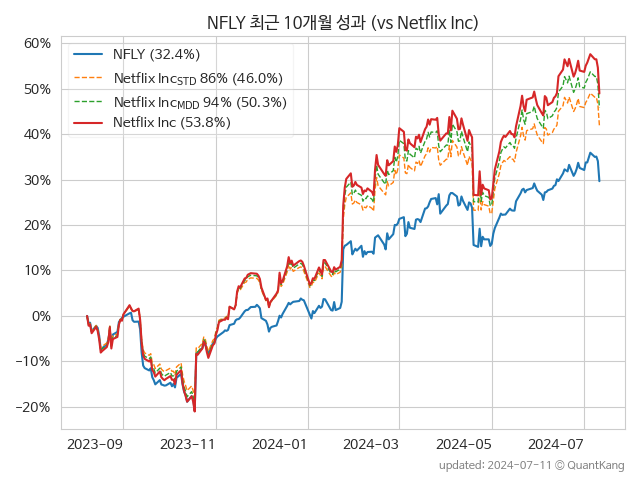 NFLY 최근 10개월 성과 (vs Netflix Inc)
60%
50%
40%
30%
20%
10%
0%
−10%
−20%
NFLY (32.4%)
Netflix IncSTD 86% (46.0%)
Netflix IncMDD 94% (50.3%)
Netflix Inc (53.8%)
2023-09 2023-11 2024-01 2024-03 2024-05 2024-07
updated: 2024-07-11 © QuantKang